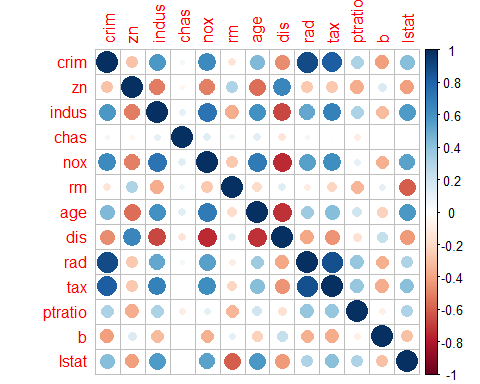 crim zn indus chas nox rm age dis rad tax ptratio b lstat
crim
zn
indus
chas
nox
rm
age
dis
rad
tax
ptratio
b
lstat
1
0.8
0.6
0.4
0.2
0
-0.2
-0.4
-0.6
-0.8
-1